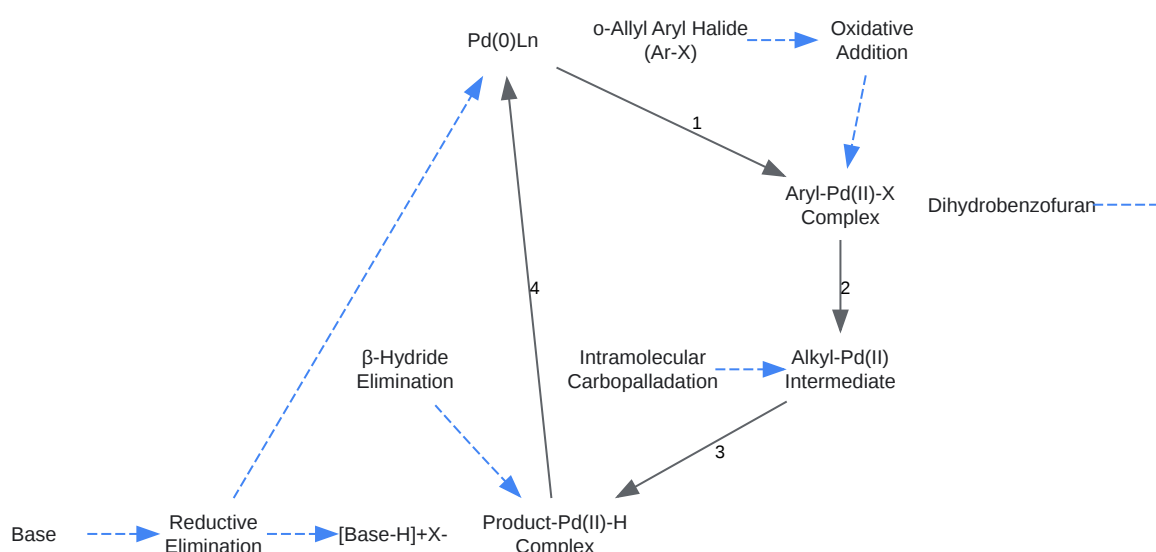 o-Allyl Aryl Halide
(Ar-X)
Oxidative
Addition
Pd(0)Ln
1
Aryl-Pd(II)-X
Complex
Dihydrobenzofuran
2
4
β-Hydride
Elimination
Intramolecular
Carbopalladation
Alkyl-Pd(II)
Intermediate
3
Base
Reductive
Elimination
[Base-H]+X-
Product-Pd(II)-H
Complex